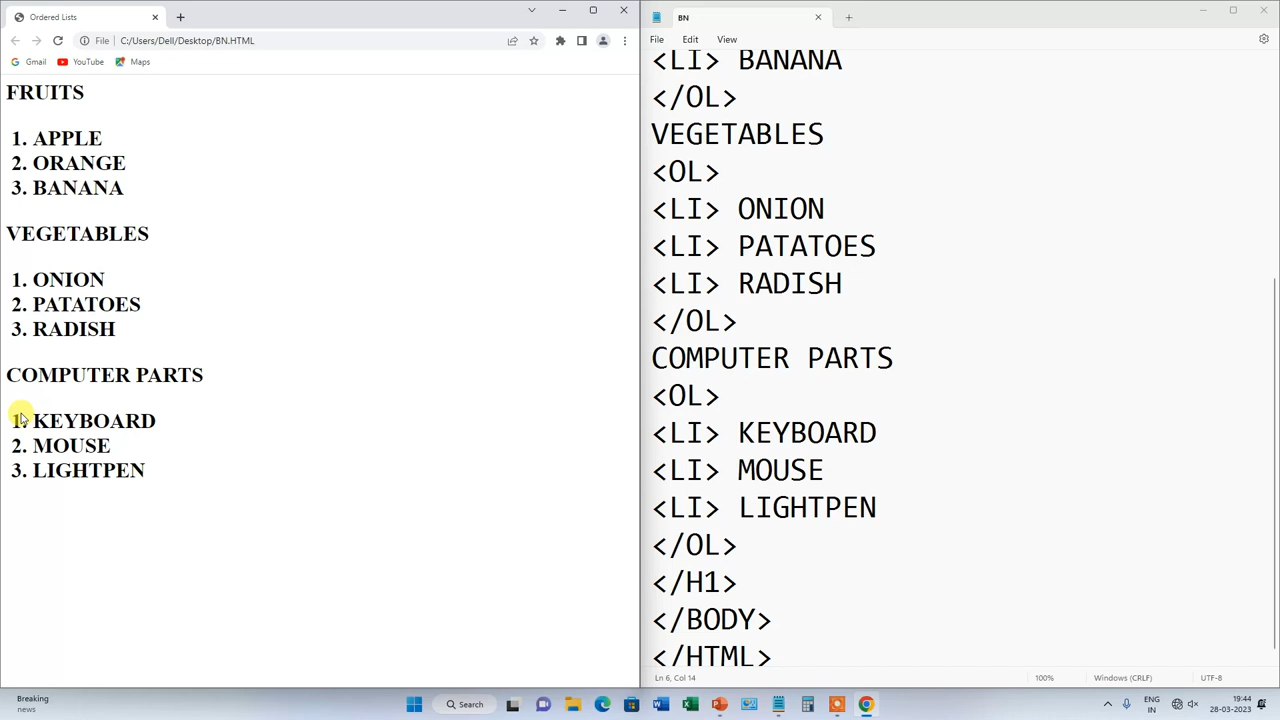 Ordered Lists
File
C:/Users/Dell/Desktop/BN.HTML
Gmail
YouTube
Maps
FRUITS
1. APPLE
2. ORANGE
3. BANANA
VEGETABLES
1. ONION
2. PATATOES
3. RADISH
COMPUTER PARTS
1. KEYBOARD
2. MOUSE
3. LIGHTPEN
BN
File Edit View
<LI> BANANA
</OL>
VEGETABLES
<OL>
<LI> ONION
<LI> PATATOES
<LI> RADISH
</OL>
COMPUTER PARTS
<OL>
<LI> KEYBOARD
<LI> MOUSE
<LI> LIGHTPEN
</OL>
</H1>
</BODY>
</HTML>
Ln 6, Col 14
100%
Windows (CRLF)
UTF-8
Breaking
news
Search
ENG
IN
19:44
28-03-2023